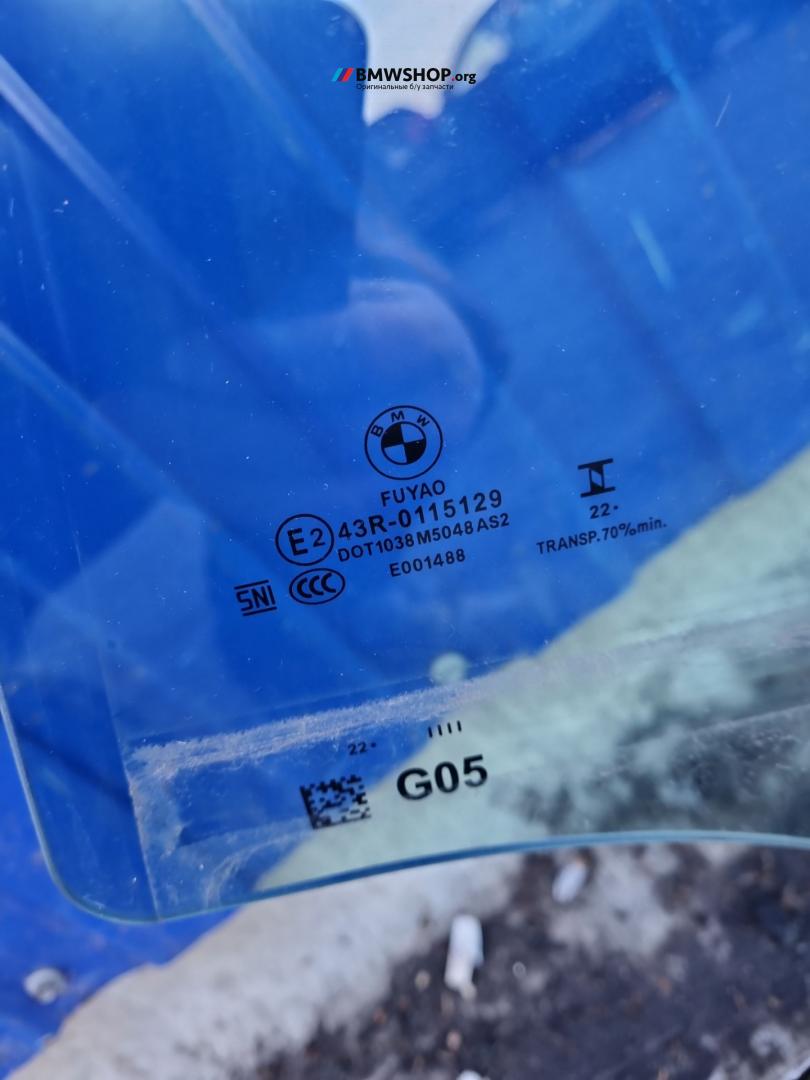 BMWSHOP.org
Оригинальные б/у запчасти
BMW
FUYAO
E2 43R-0115129
DOT1038 M5048 AS2
E001488
22•
TRANSP.70%min.
SNI CCC
22•
G05